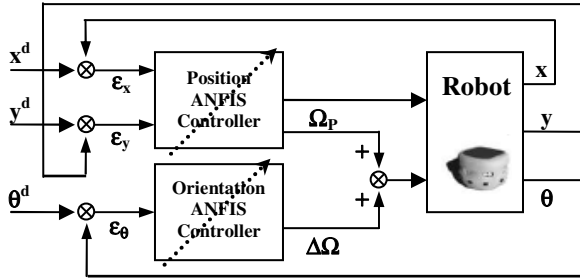 x^d
ε_x
Position
ANFIS
Controller
Robot
x
y^d
ε_y
Ω_P
+
y
θ^d
ε_θ
Orientation
ANFIS
Controller
+
ΔΩ
θ